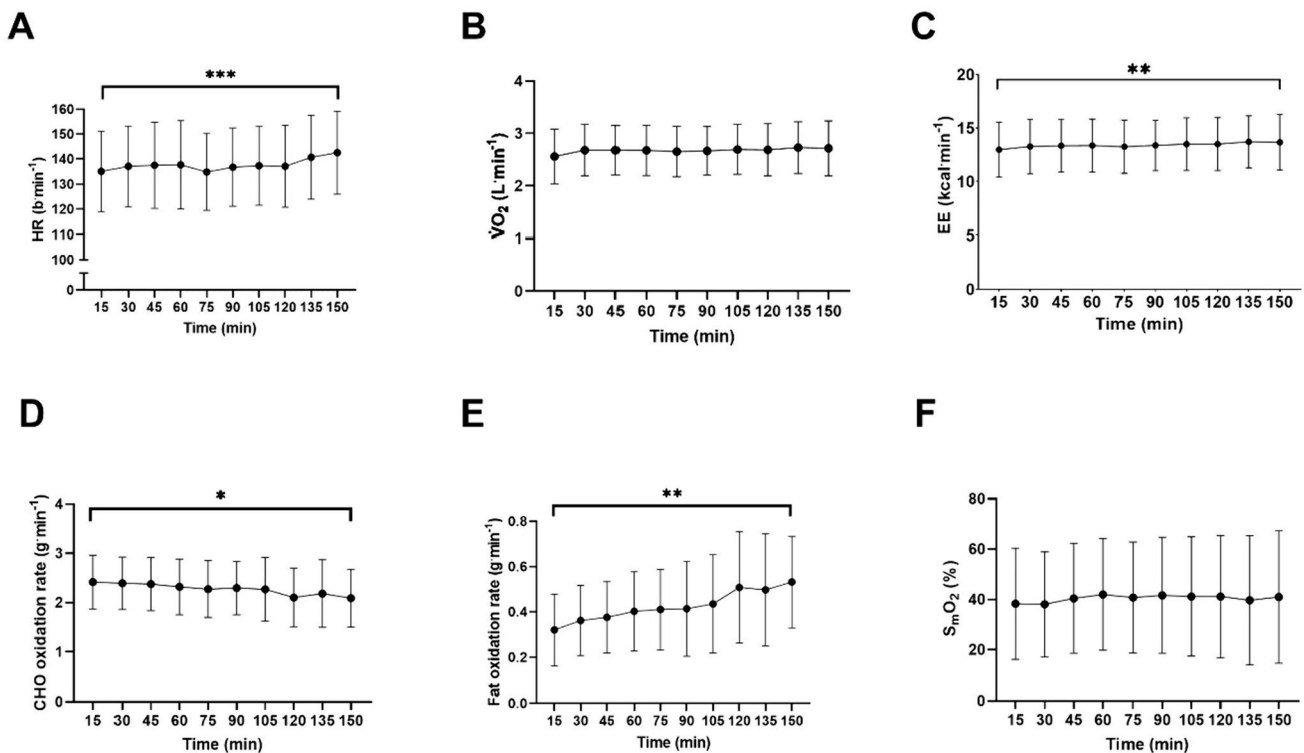 A
***
HR (b·min⁻¹)
160
150
140
130
120
110
100
0
15 30 45 60 75 90 105 120 135 150
Time (min)
B
V̇O₂ (L·min⁻¹)
4
3
2
1
0
15 30 45 60 75 90 105 120 135 150
Time (min)
C
**
EE (kcal·min⁻¹)
20
15
10
5
0
15 30 45 60 75 90 105 120 135 150
Time (min)
D
*
CHO oxidation rate (g·min⁻¹)
4
3
2
1
0
15 30 45 60 75 90 105 120 135 150
Time (min)
E
**
Fat oxidation rate (g·min⁻¹)
0.8
0.6
0.4
0.2
0.0
15 30 45 60 75 90 105 120 135 150
Time (min)
F
SₘO₂ (%)
80
60
40
20
0
15 30 45 60 75 90 105 120 135 150
Time (min)